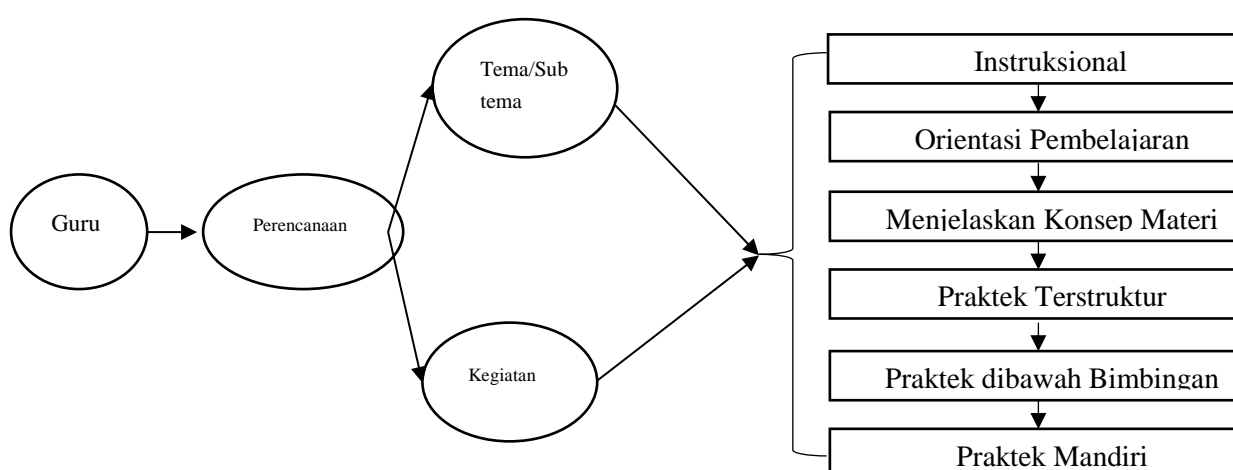 Guru
Perencanaan
Tema/Sub
tema
Kegiatan
Instruksional
Orientasi Pembelajaran
Menjelaskan Konsep Materi
Praktek Terstruktur
Praktek dibawah Bimbingan
Praktek Mandiri